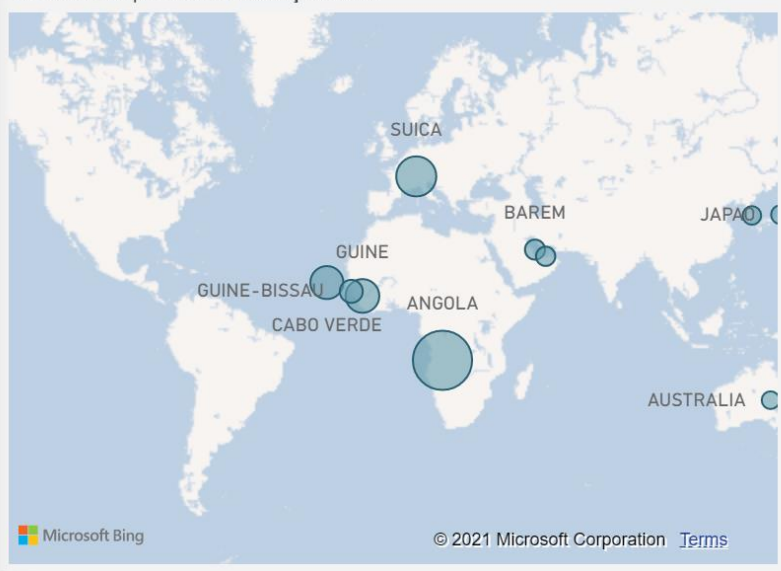 SUICA
BAREM
JAPAO
GUINE
GUINE-BISSAU
ANGOLA
CABO VERDE
AUSTRALIA
Microsoft Bing
© 2021 Microsoft Corporation Terms